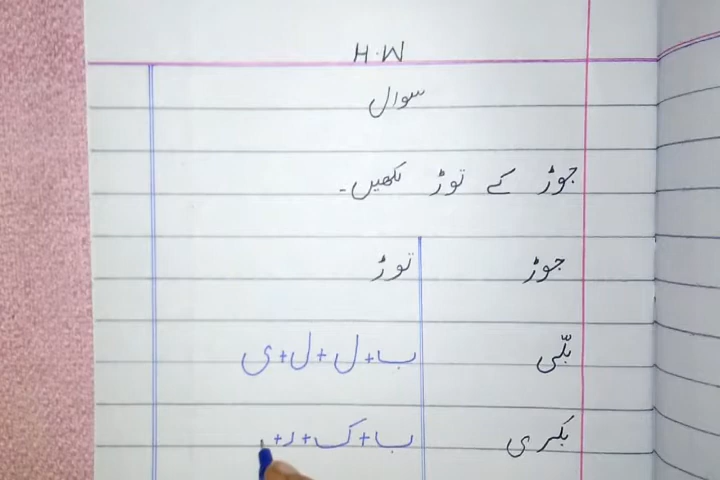 H.W
سوال
جوڑ کے توڑ لکھیں۔
جوڑ توڑ
بلّی ب+ل+ل+ی
بکری ب+ک+ر+